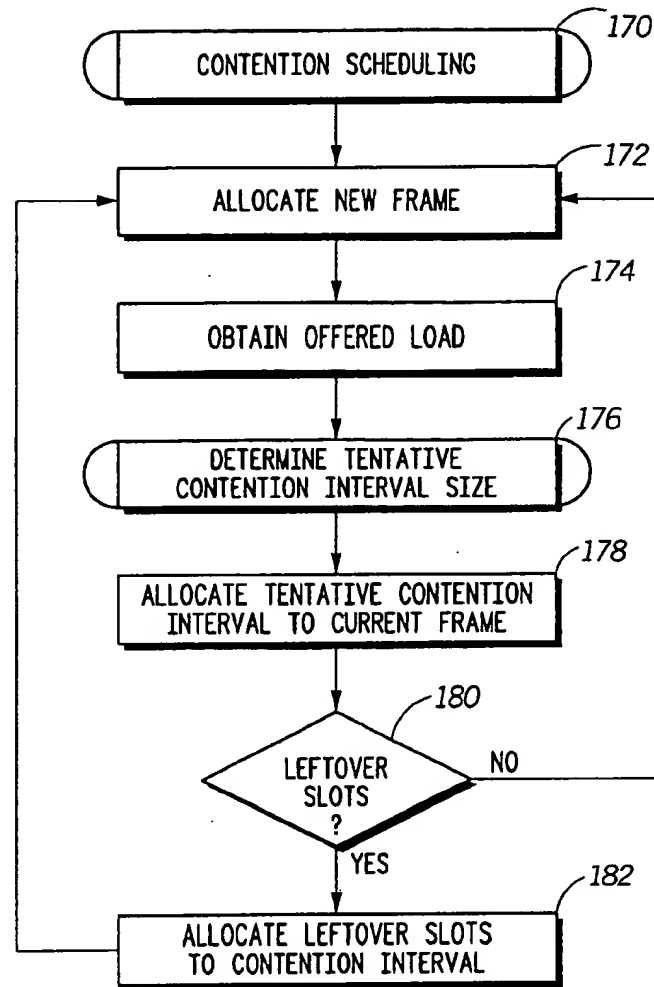 170
CONTENTION SCHEDULING
172
ALLOCATE NEW FRAME
174
OBTAIN OFFERED LOAD
176
DETERMINE TENTATIVE
CONTENTION INTERVAL SIZE
178
ALLOCATE TENTATIVE CONTENTION
INTERVAL TO CURRENT FRAME
180
LEFTOVER
SLOTS
?
NO
YES
182
ALLOCATE LEFTOVER SLOTS
TO CONTENTION INTERVAL